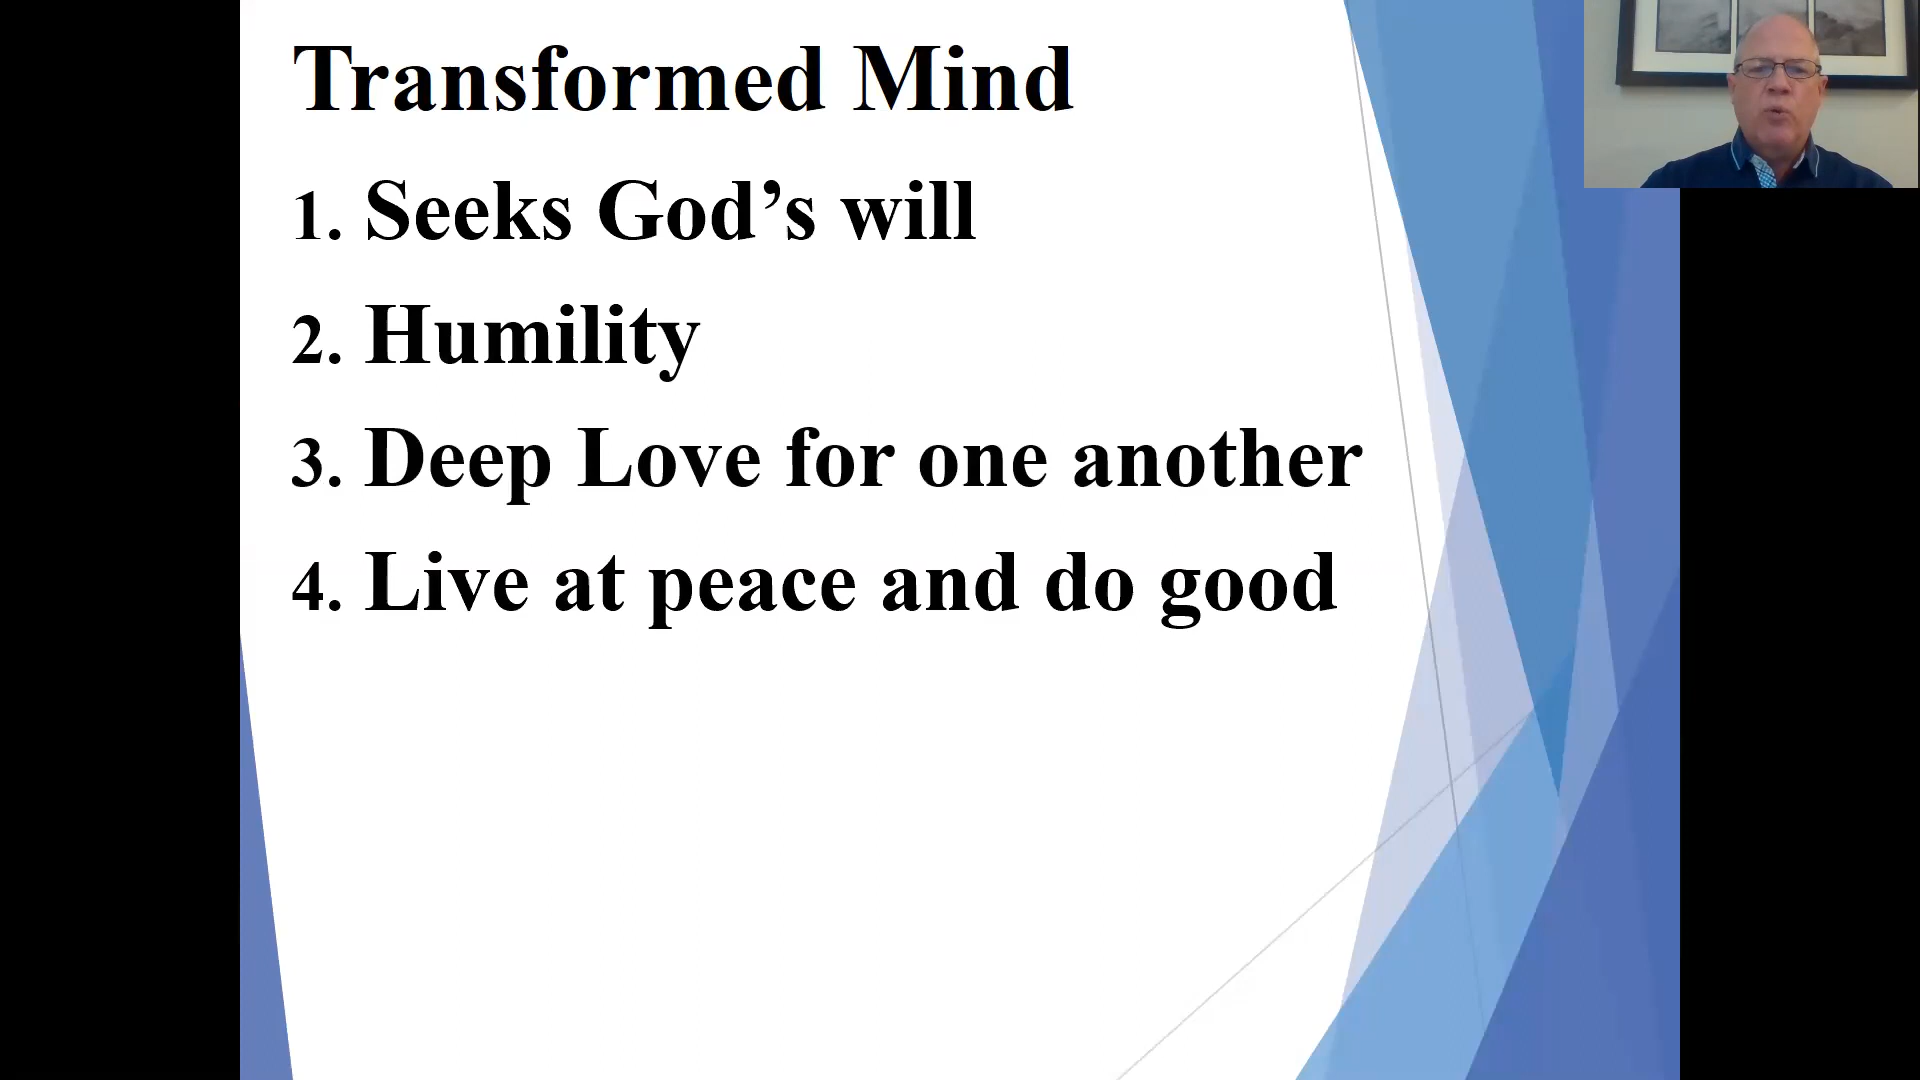 Transformed Mind
1. Seeks God’s will
2. Humility
3. Deep Love for one another
4. Live at peace and do good